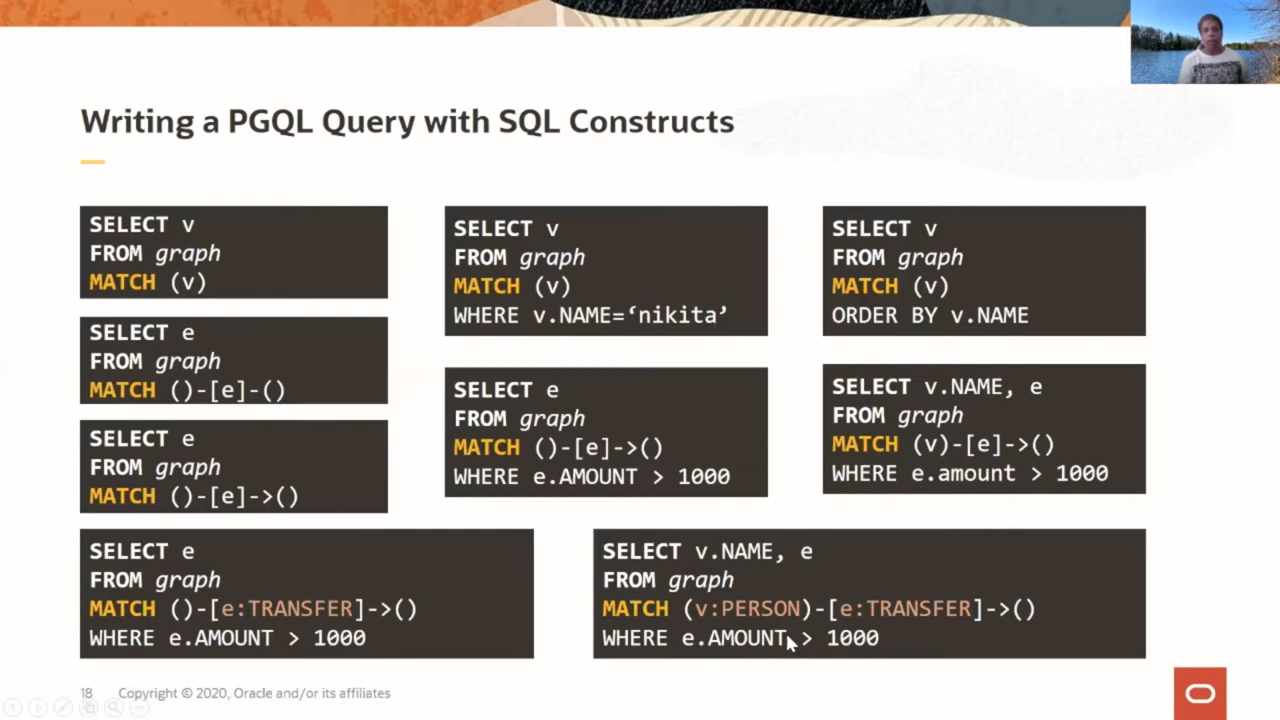 Writing a PGQL Query with SQL Constructs
SELECT v
FROM graph
MATCH (v)
SELECT e
FROM graph
MATCH ()-[e]-()
SELECT e
FROM graph
MATCH ()-[e]->()
SELECT v
FROM graph
MATCH (v)
WHERE v.NAME=‘nikita’
SELECT e
FROM graph
MATCH ()-[e]->()
WHERE e.AMOUNT > 1000
SELECT v
FROM graph
MATCH (v)
ORDER BY v.NAME
SELECT v.NAME, e
FROM graph
MATCH (v)-[e]->()
WHERE e.amount > 1000
SELECT e
FROM graph
MATCH ()-[e:TRANSFER]->()
WHERE e.AMOUNT > 1000
SELECT v.NAME, e
FROM graph
MATCH (v:PERSON)-[e:TRANSFER]->()
WHERE e.AMOUNT > 1000
18 Copyright © 2020, Oracle and/or its affiliates